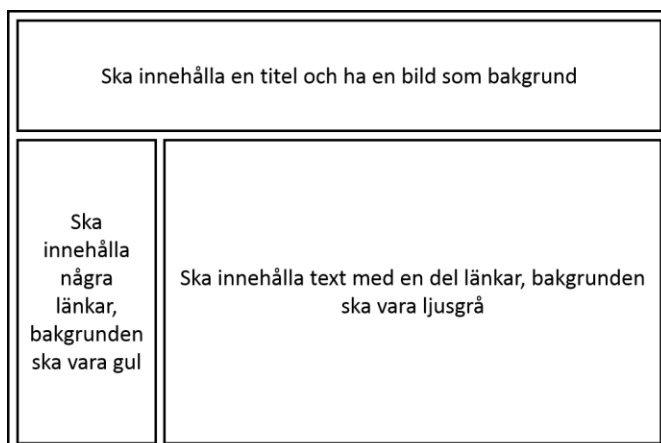 Ska innehålla en titel och ha en bild som bakgrund
Ska
innehålla
några
länkar,
bakgrunden
ska vara gul
Ska innehålla text med en del länkar, bakgrunden
ska vara ljusgrå